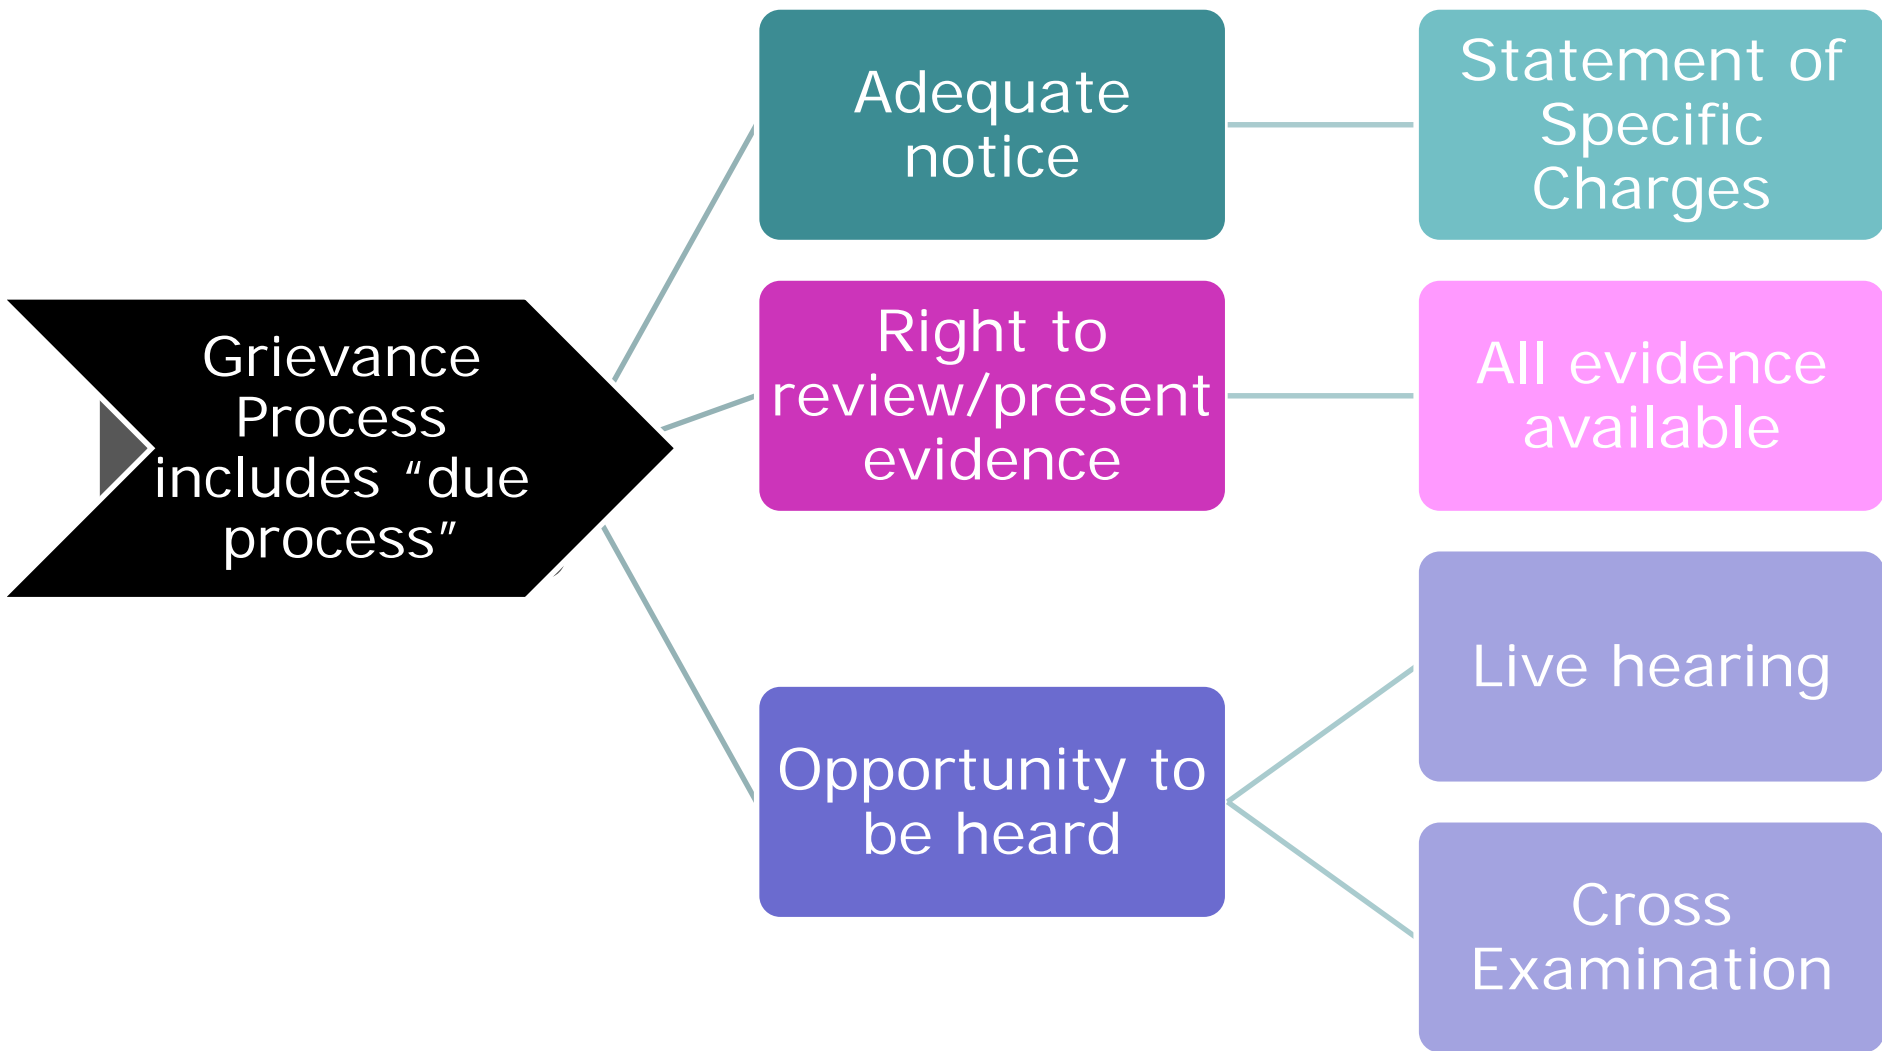 Grievance
Process
includes “due
process”
Adequate
notice
Statement of
Specific
Charges
Right to
review/present
evidence
All evidence
available
Opportunity to
be heard
Live hearing
Cross
Examination